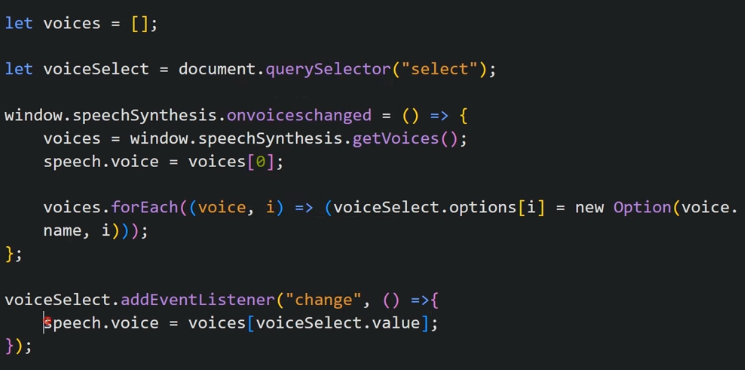 let voices = [];
let voiceSelect = document.querySelector("select");
window.speechSynthesis.onvoiceschanged = () => {
voices = window.speechSynthesis.getVoices();
speech.voice = voices[0];
voices.forEach((voice, i) => (voiceSelect.options[i] = new Option(voice.
name, i)));
};
voiceSelect.addEventListener("change", () =>{
speech.voice = voices[voiceSelect.value];
});